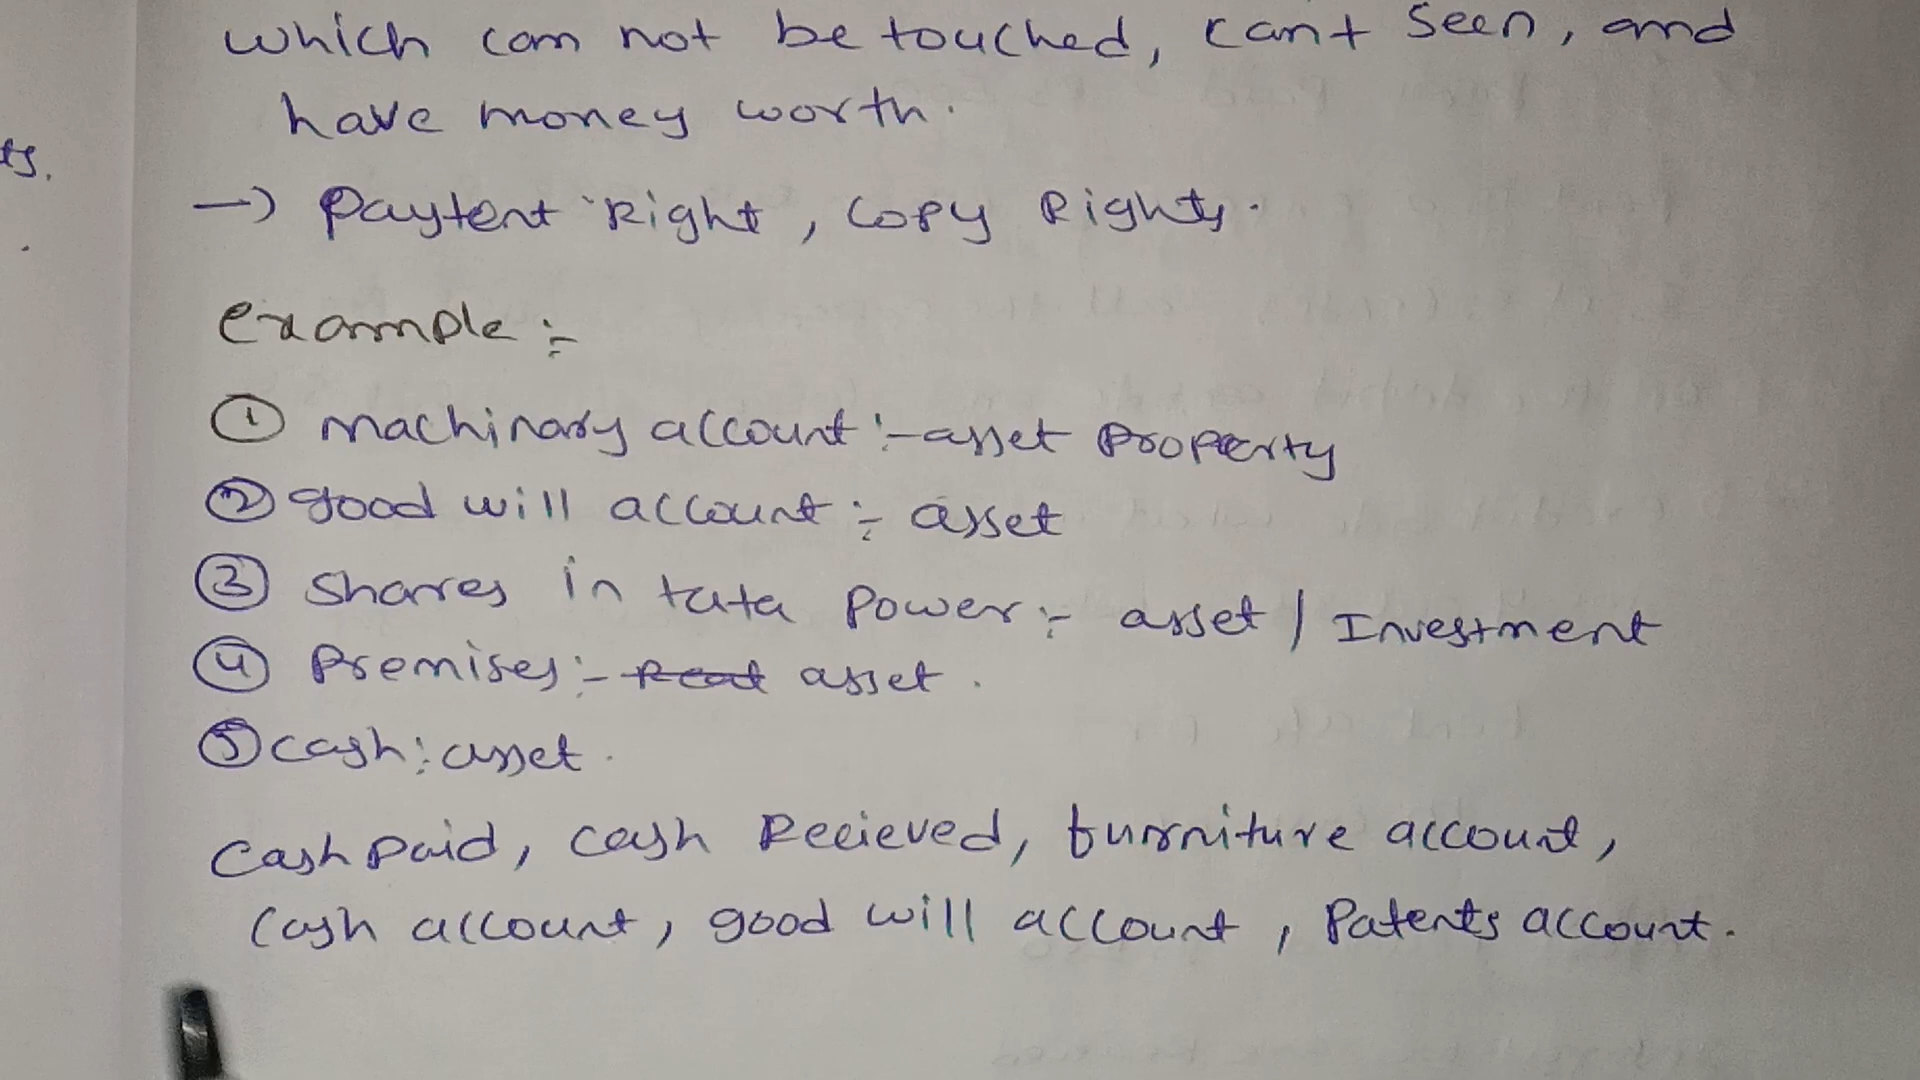 which can not be touched, can't seen, and
have money worth.
ts.
→ Paytent Right, Copy Rights.
example :-
① machinary account :- asset Property
② good will account :- asset
③ shares in tata Power :- asset / Investment
④ Premises :- Reat asset.
⑤ cash : asset.
Cash Paid, cash Recieved, furniture account,
Cash account, good will account, Patents account.